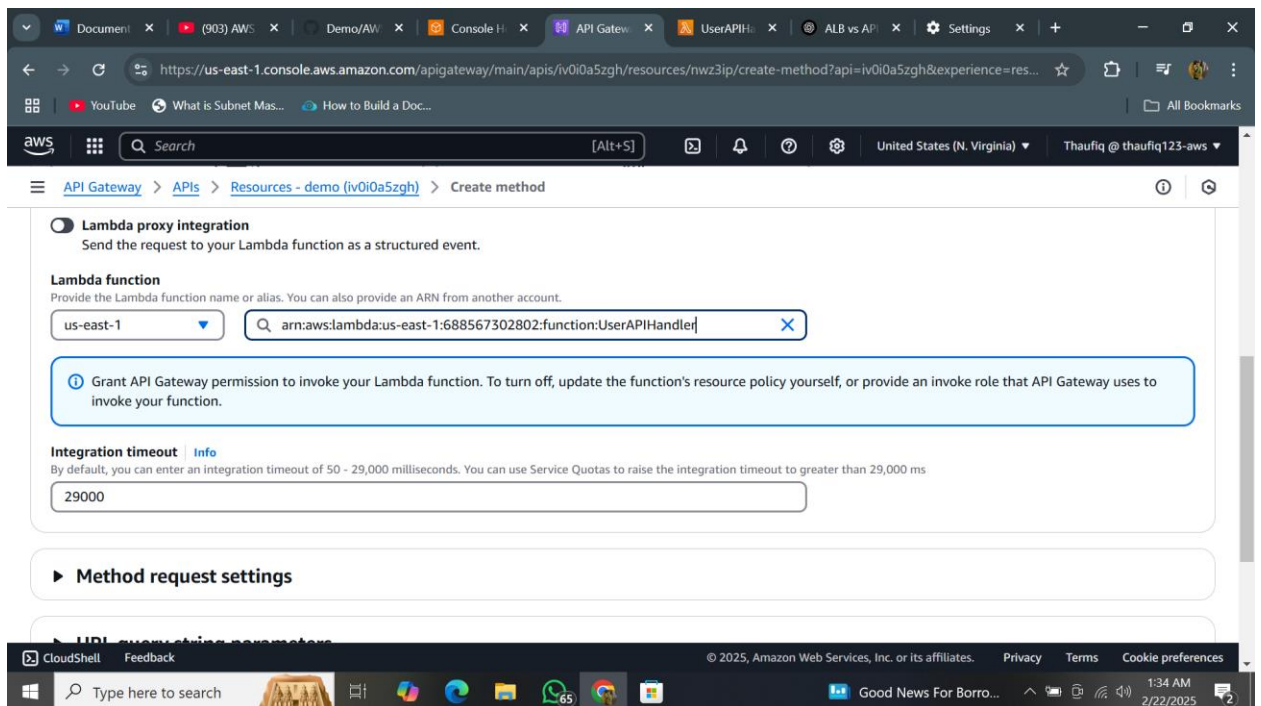 Document
(903) AWS
Demo/AW
Console H
API Gatew
UserAPIHa
ALB vs AP
Settings
https://us-east-1.console.aws.amazon.com/apigateway/main/apis/iv0i0a5zgh/resources/nwz3ip/create-method?api=iv0i0a5zgh&experience=res...
YouTube
What is Subnet Mas...
How to Build a Doc...
All Bookmarks
aws
Search
[Alt+S]
United States (N. Virginia)
Thaufiq @ thaufiq123-aws
API Gateway > APIs > Resources - demo (iv0i0a5zgh) > Create method
Lambda proxy integration
Send the request to your Lambda function as a structured event.
Lambda function
Provide the Lambda function name or alias. You can also provide an ARN from another account.
us-east-1
arn:aws:lambda:us-east-1:688567302802:function:UserAPIHandler
Grant API Gateway permission to invoke your Lambda function. To turn off, update the function's resource policy yourself, or provide an invoke role that API Gateway uses to
invoke your function.
Integration timeout
Info
By default, you can enter an integration timeout of 50 - 29,000 milliseconds. You can use Service Quotas to raise the integration timeout to greater than 29,000 ms
29000
Method request settings
URL query string parameters
CloudShell
Feedback
© 2025, Amazon Web Services, Inc. or its affiliates.
Privacy
Terms
Cookie preferences
Type here to search
65
Good News For Borro...
1:34 AM
2/22/2025
2